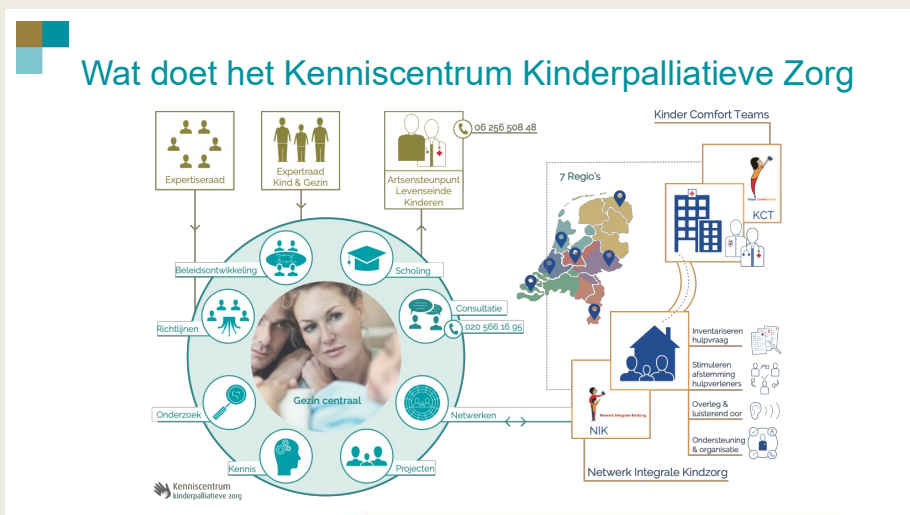 Wat doet het Kenniscentrum Kinderpalliatieve Zorg
Expertiseraad
Expertraad
Kind & Gezin
06 256 508 48
Artsensteunpunt
Levenseinde
Kinderen
Kinder Comfort Teams
KCT
7 Regio's
Beleidsontwikkeling
Scholing
Richtlijnen
Consultatie
020 566 16 95
Gezin centraal
Onderzoek
Netwerken
Kennis
Projecten
Inventariseren
hulpvraag
Stimuleren
afstemming
hulpverleners
Overleg &
luisterend oor
Ondersteuning
& organisatie
Netwerk Integrale Kindzorg
NIK
Netwerk Integrale Kindzorg
Kenniscentrum
kinderpalliatieve zorg